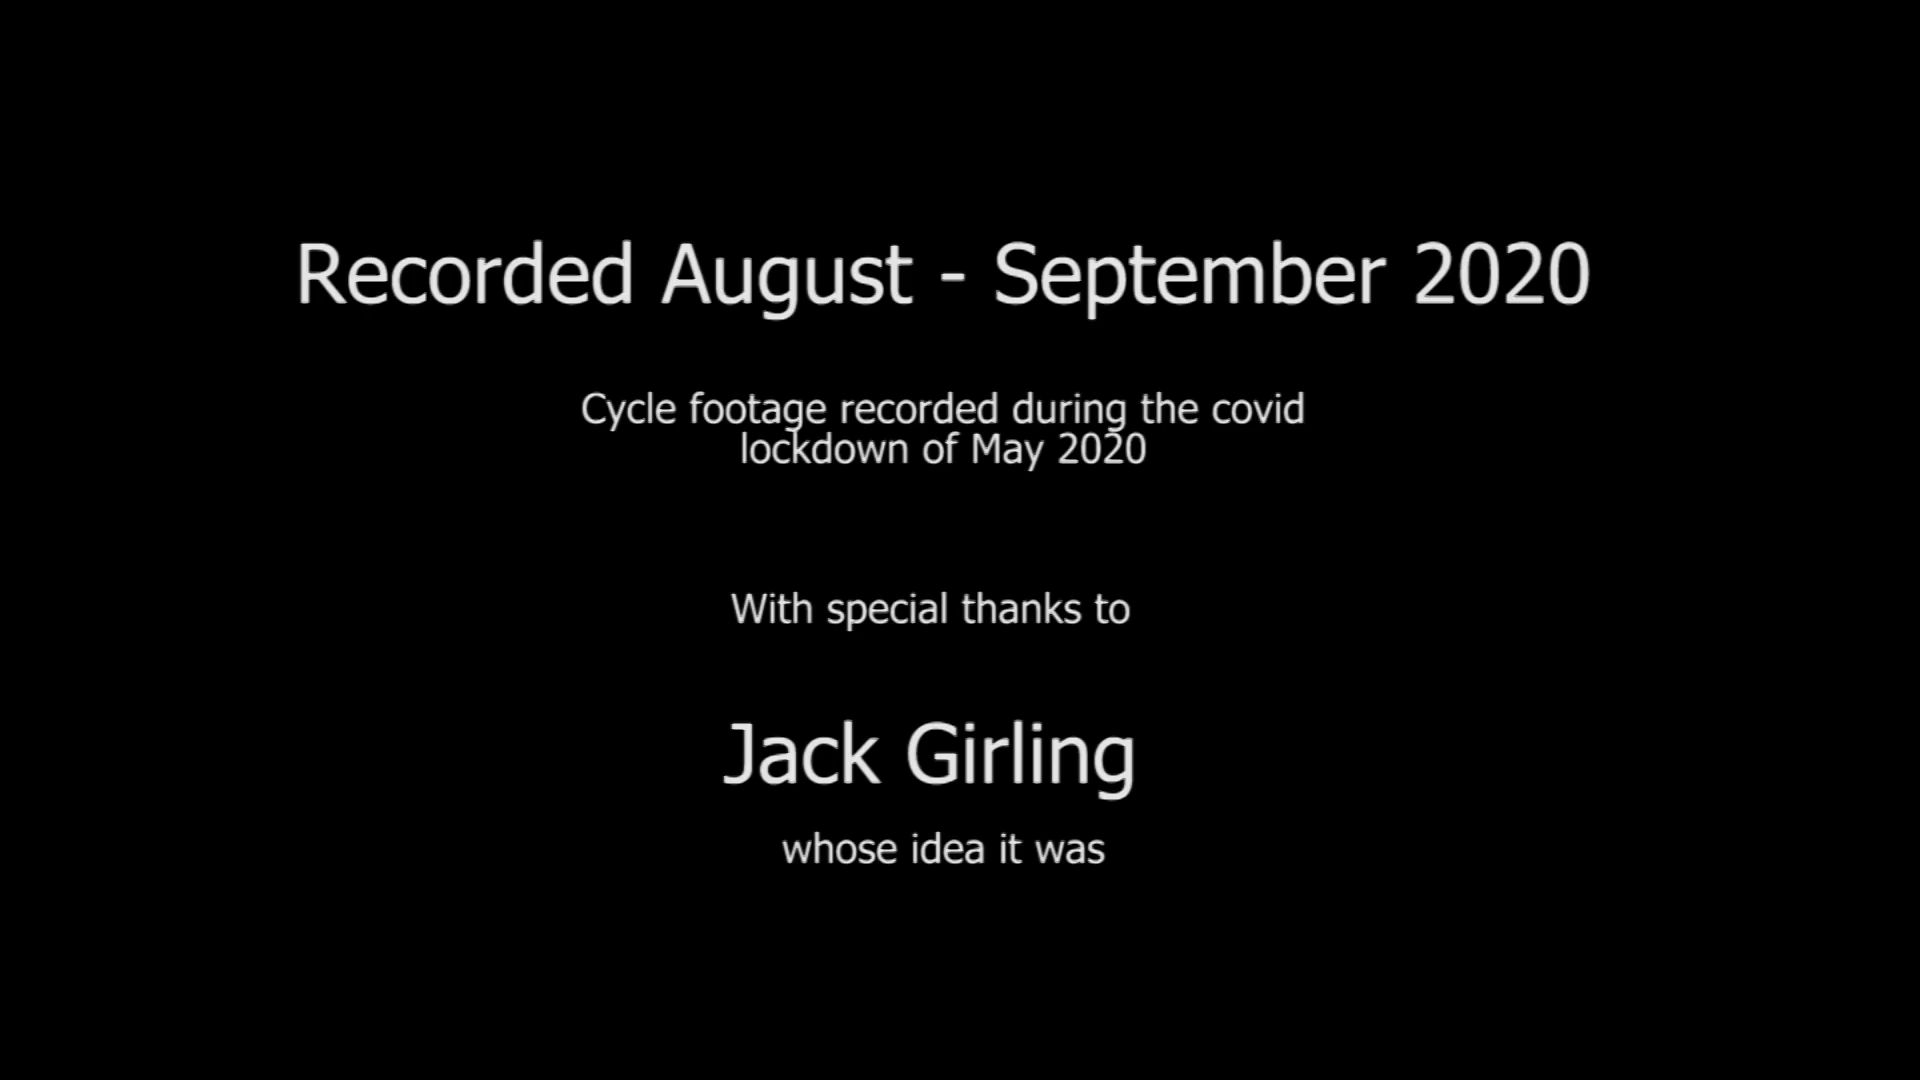 Recorded August - September 2020
Cycle footage recorded during the covid
lockdown of May 2020
With special thanks to
Jack Girling
whose idea it was